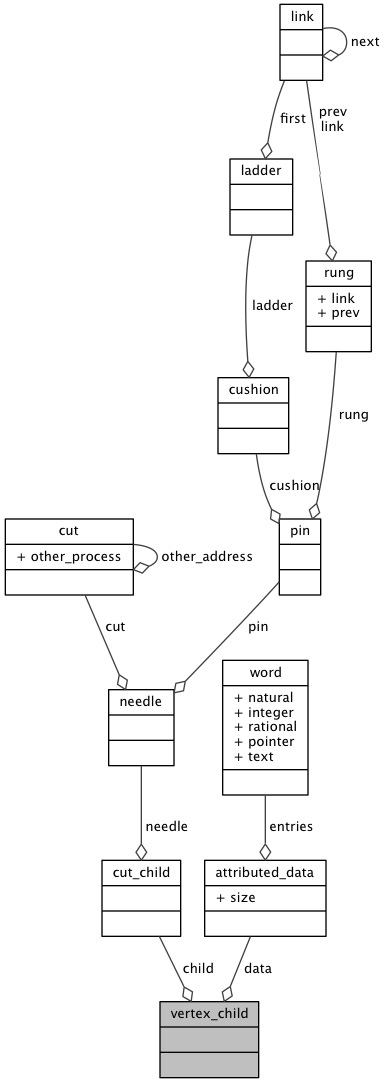 link
next
first
prev
link
ladder
rung
+ link
+ prev
ladder
cushion
rung
cushion
cut
+ other_process
other_address
pin
cut
pin
needle
word
+ natural
+ integer
+ rational
+ pointer
+ text
needle
entries
cut_child
attributed_data
+ size
child
data
vertex_child